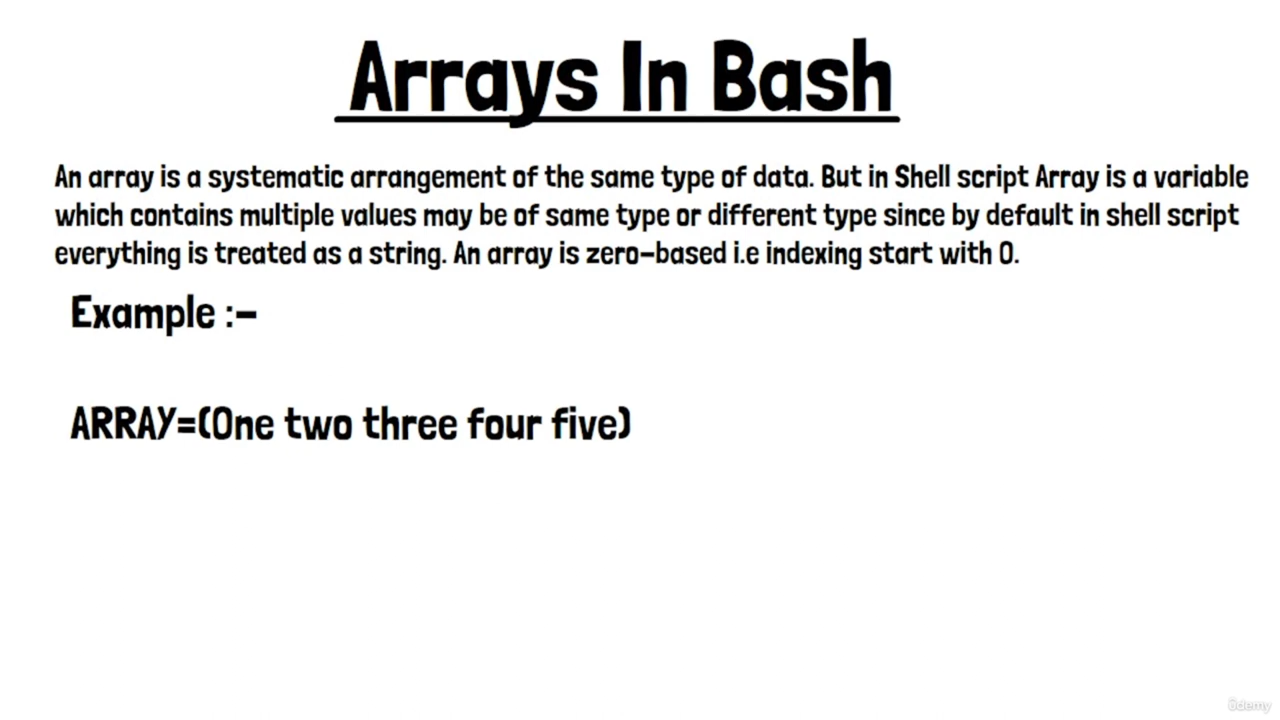 Arrays In Bash
An array is a systematic arrangement of the same type of data. But in Shell script Array is a variable
which contains multiple values may be of same type or different type since by default in shell script
everything is treated as a string. An array is zero-based i.e indexing start with 0.
Example :-
ARRAY=(One two three four five)
ûdemy